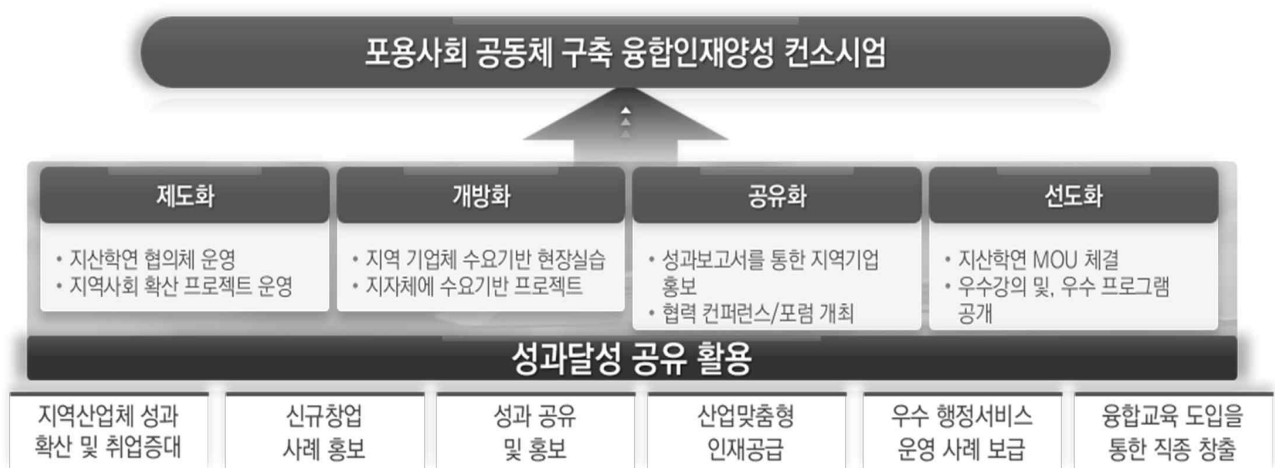 포용사회 공동체 구축 융합인재양성 컨소시엄
제도화
• 지산학연 협의체 운영
• 지역사회 확산 프로젝트 운영
개방화
• 지역 기업체 수요기반 현장실습
• 지자체에 수요기반 프로젝트
공유화
• 성과보고서를 통한 지역기업
홍보
• 협력 컨퍼런스/포럼 개최
선도화
• 지산학연 MOU 체결
• 우수강의 및, 우수 프로그램
공개
성과달성 공유 활용
지역산업체 성과
확산 및 취업증대
신규창업
사례 홍보
성과 공유
및 홍보
산업맞춤형
인재공급
우수 행정서비스
운영 사례 보급
융합교육 도입을
통한 직종 창출